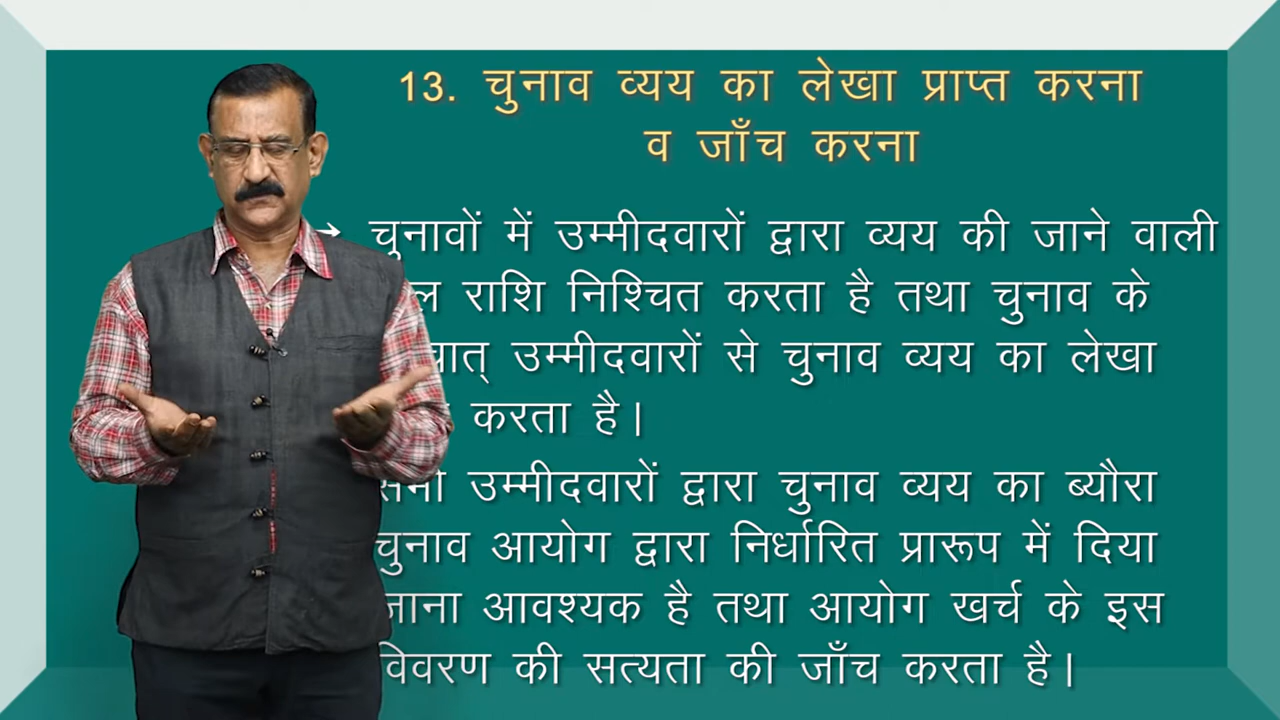 13. चुनाव व्यय का लेखा प्राप्त करना
व जाँच करना
→ चुनावों में उम्मीदवारों द्वारा व्यय की जाने वाली
राशि निश्चित करता है तथा चुनाव के
उम्मीदवारों से चुनाव व्यय का लेखा
करता है।
सभी उम्मीदवारों द्वारा चुनाव व्यय का ब्यौरा
चुनाव आयोग द्वारा निर्धारित प्रारूप में दिया
जाना आवश्यक है तथा आयोग खर्च के इस
विवरण की सत्यता की जाँच करता है।